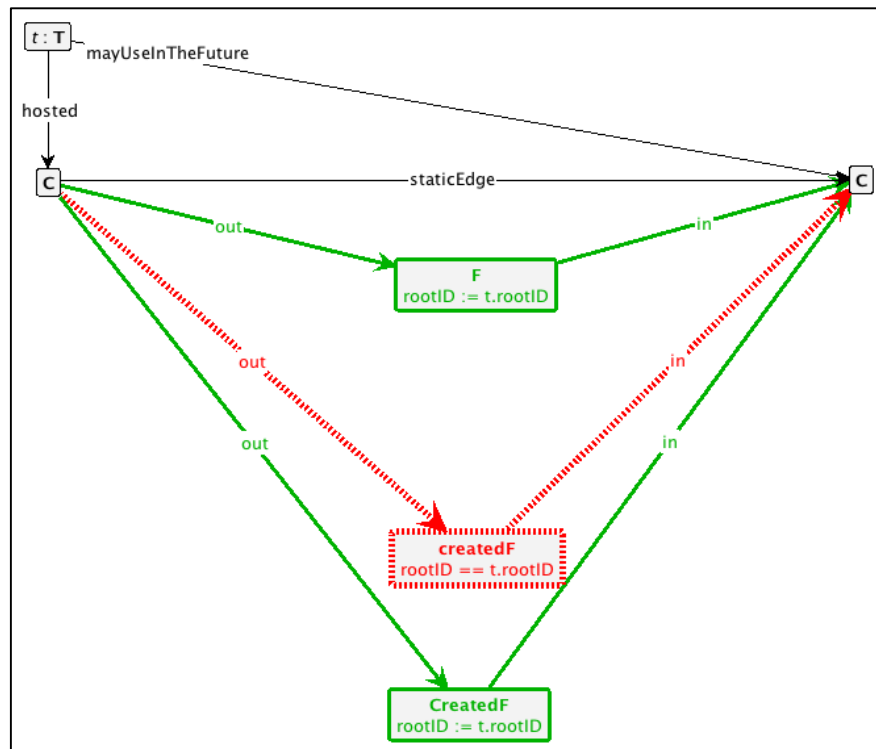 t : T
mayUseInTheFuture
hosted
C
staticEdge
C
out
in
F
rootID := t.rootID
out
in
out
in
createdF
rootID == t.rootID
CreatedF
rootID := t.rootID